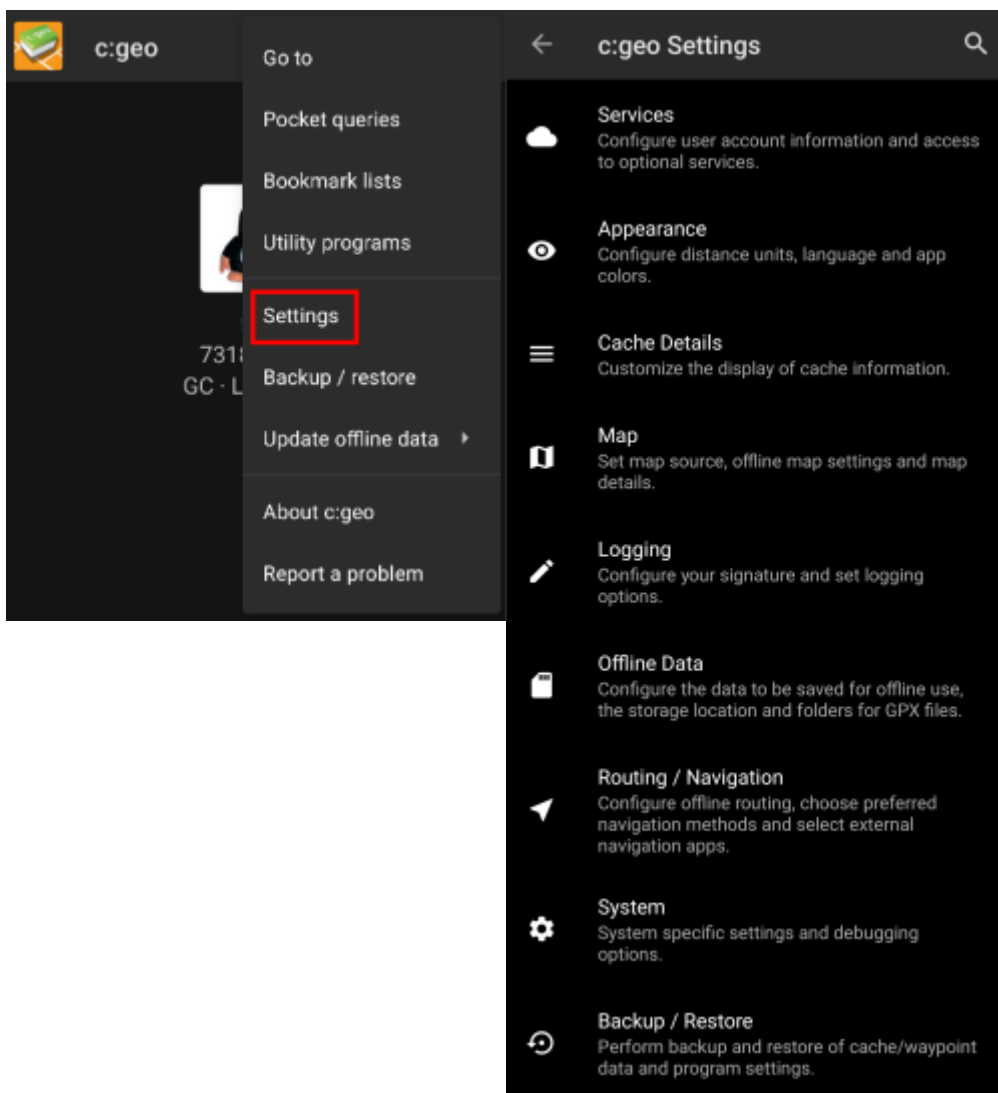 c:geo
Go to
Pocket queries
Bookmark lists
Utility programs
Settings
7318
Backup / restore
GC · L
Update offline data
About c:geo
Report a problem
c:geo Settings
Services
Configure user account information and access
to optional services.
Appearance
Configure distance units, language and app
colors.
Cache Details
Customize the display of cache information.
Map
Set map source, offline map settings and map
details.
Logging
Configure your signature and set logging
options.
Offline Data
Configure the data to be saved for offline use,
the storage location and folders for GPX files.
Routing / Navigation
Configure offline routing, choose preferred
navigation methods and select external
navigation apps.
System
System specific settings and debugging
options.
Backup / Restore
Perform backup and restore of cache/waypoint
data and program settings.